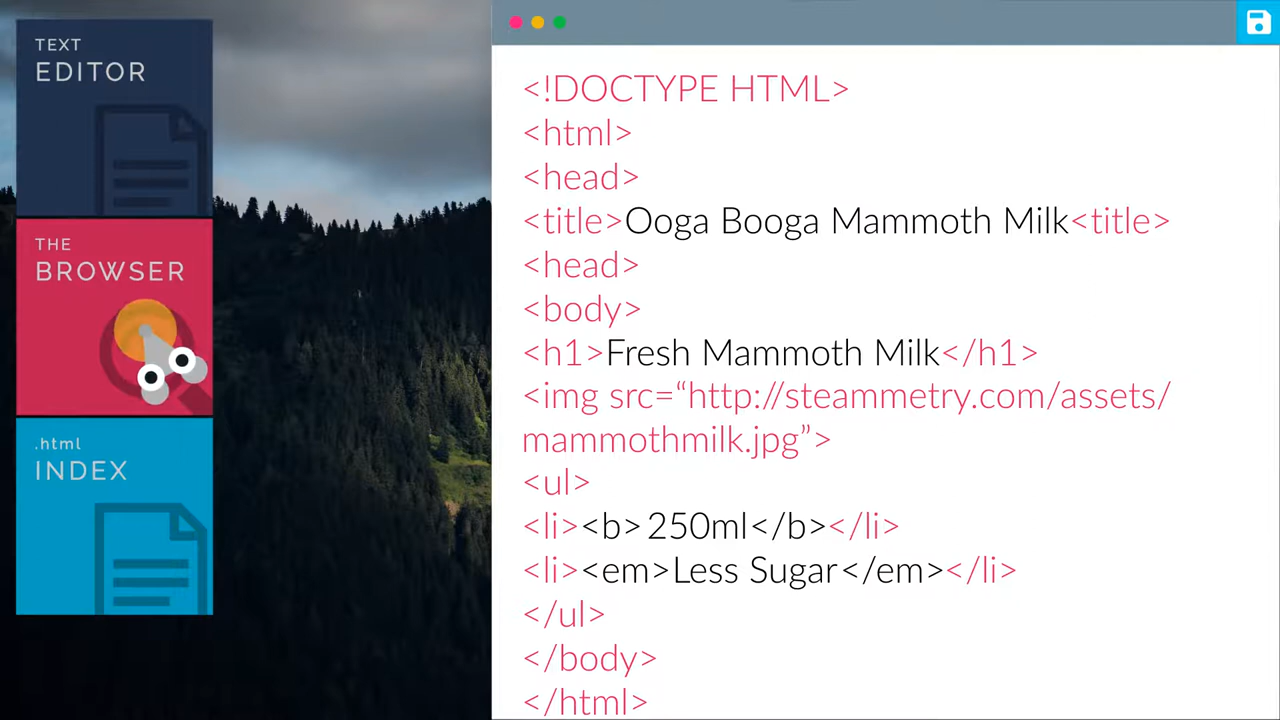 TEXT
EDITOR
THE
BROWSER
.html
INDEX
<!DOCTYPE HTML>
<html>
<head>
<title>Ooga Booga Mammoth Milk<title>
<head>
<body>
<h1>Fresh Mammoth Milk</h1>
<img src=“http://steammetry.com/assets/
mammothmilk.jpg”>
<ul>
<li><b> 250ml</b></li>
<li><em>Less Sugar</em></li>
</ul>
</body>
</html>